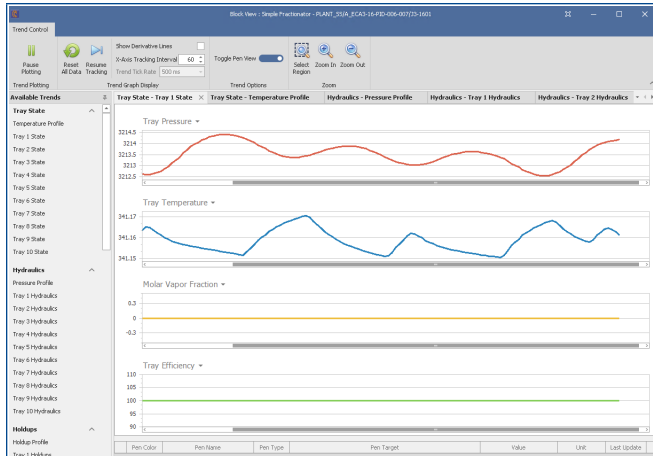 Block View : Simple Fractionator - PLANT_SS/A_ECA3-16-PID-006-007/J3-1601
Trend Control
Pause Plotting
Reset All Data
Resume Tracking
Show Derivative Lines
X-Axis Tracking Interval 60
Trend Tick Rate 500 ms
Toggle Pen View
Select Region
Zoom In
Zoom Out
Trend Plotting
Trend Graph Display
Trend Options
Zoom
Available Trends
Tray State
Temperature Profile
Tray 1 State
Tray 2 State
Tray 3 State
Tray 4 State
Tray 5 State
Tray 6 State
Tray 7 State
Tray 8 State
Tray 9 State
Tray 10 State
Hydraulics
Pressure Profile
Tray 1 Hydraulics
Tray 2 Hydraulics
Tray 3 Hydraulics
Tray 4 Hydraulics
Tray 5 Hydraulics
Tray 6 Hydraulics
Tray 7 Hydraulics
Tray 8 Hydraulics
Tray 9 Hydraulics
Tray 10 Hydraulics
Holdups
Holdup Profile
Tray 1 Holdups
Tray State - Tray 1 State
Tray State - Temperature Profile
Hydraulics - Pressure Profile
Hydraulics - Tray 1 Hydraulics
Hydraulics - Tray 2 Hydraulics
Tray Pressure
3214.5
3214
3213.5
3213
3212.5
Tray Temperature
341.17
341.16
341.15
Molar Vapor Fraction
0.3
0
-0.3
Tray Efficiency
110
105
100
95
90
Pen Color Pen Name Pen Type Pen Target Value Unit Last Update